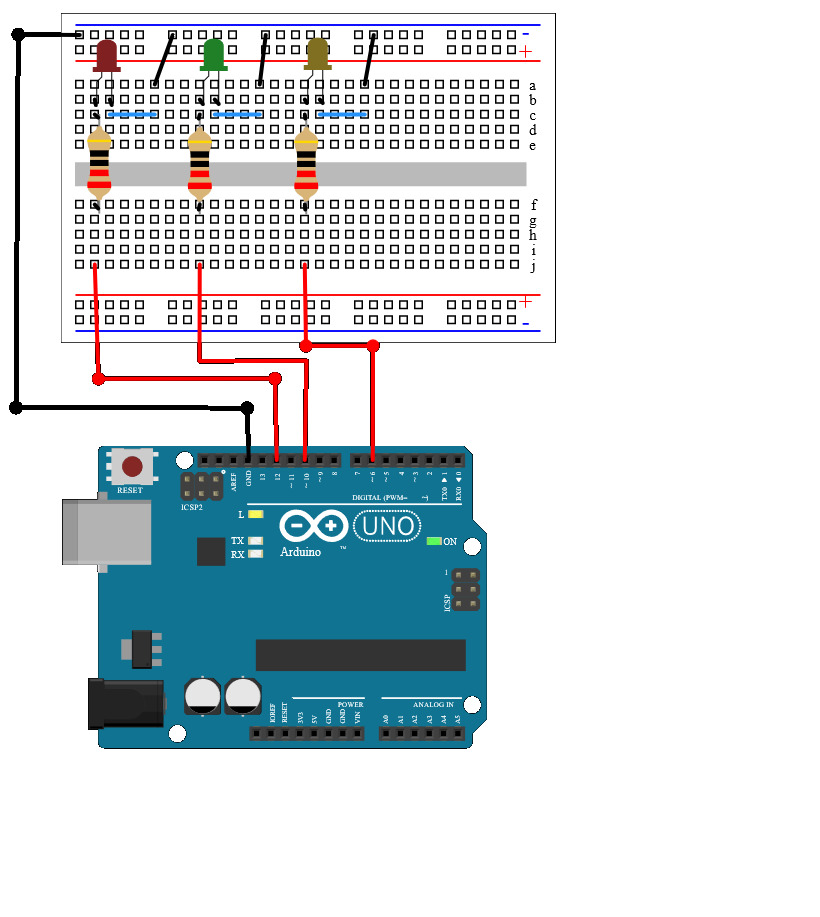 -
+
a
b
c
d
e
f
g
h
i
j
+
-
RESET
ICSP2
AREF
GND
13
12
~11
~10
~9
8
7
~6
~5
4
~3
2
TX0 ▶ 1
RX0 ◀ 0
DIGITAL (PWM=
L
TX
RX
Arduino
™
UNO
ON
1
ICSP
POWER
ANALOG IN
IOREF
RESET
3V3
5V
GND
GND
VIN
A0
A1
A2
A3
A4
A5